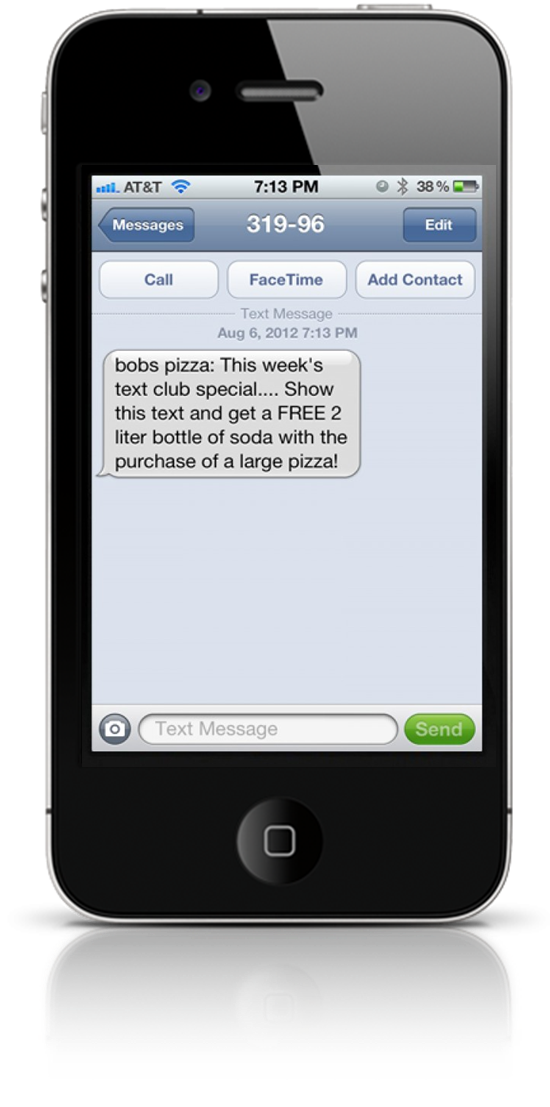 AT&T 7:13 PM 38%
Messages 319-96 Edit
Call FaceTime Add Contact
Text Message
Aug 6, 2012 7:13 PM
bobs pizza: This week's
text club special.... Show
this text and get a FREE 2
liter bottle of soda with the
purchase of a large pizza!
Text Message Send